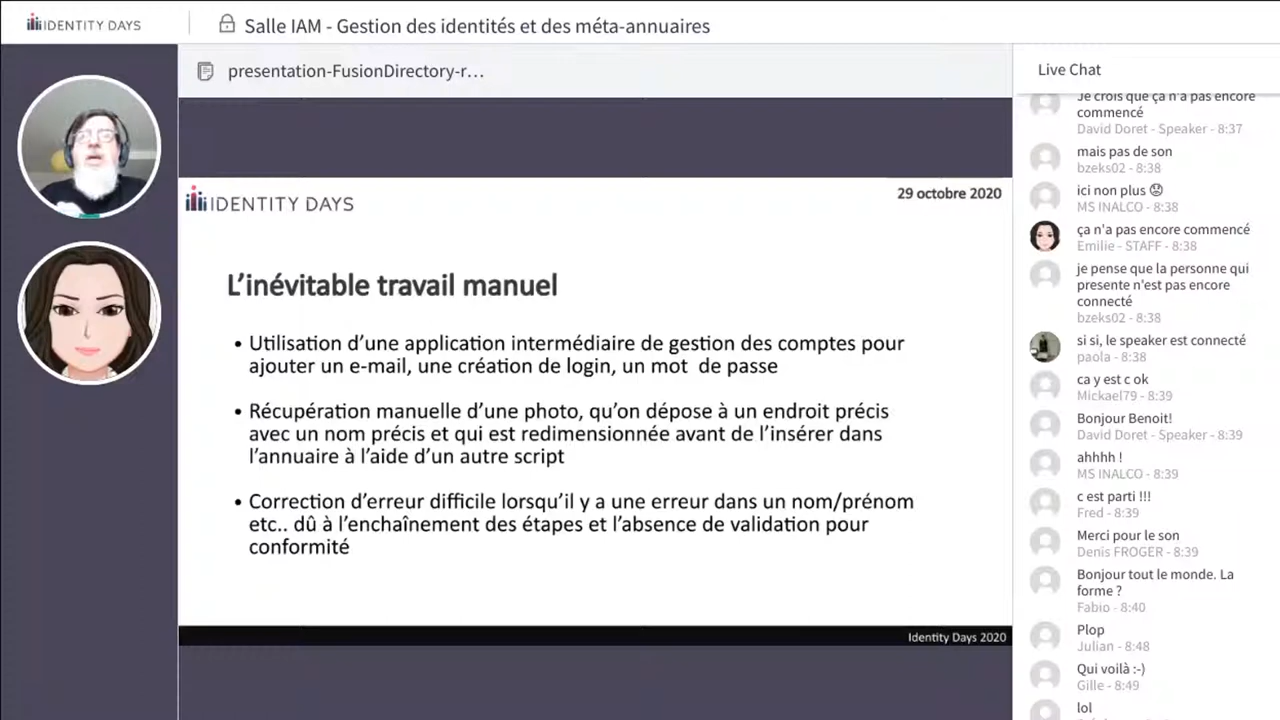 IDENTITY DAYS
Salle IAM - Gestion des identités et des méta-annuaires
presentation-FusionDirectory-r…
IDENTITY DAYS
29 octobre 2020
L'inévitable travail manuel
• Utilisation d'une application intermédiaire de gestion des comptes pour
ajouter un e-mail, une création de login, un mot de passe
• Récupération manuelle d'une photo, qu'on dépose à un endroit précis
avec un nom précis et qui est redimensionnée avant de l'insérer dans
l'annuaire à l'aide d'un autre script
• Correction d'erreur difficile lorsqu'il y a une erreur dans un nom/prénom
etc.. dû à l'enchaînement des étapes et l'absence de validation pour
conformité
Identity Days 2020
Live Chat
Je crois que ça n'a pas encore
commencé
David Doret - Speaker - 8:37
mais pas de son
bzeks02 - 8:38
ici non plus 😟
MS INALCO - 8:38
ça n'a pas encore commencé
Emilie - STAFF - 8:38
je pense que la personne qui
presente n'est pas encore
connecté
bzeks02 - 8:38
si si, le speaker est connecté
paola - 8:38
ca y est c ok
Mickael79 - 8:39
Bonjour Benoit!
David Doret - Speaker - 8:39
ahhhh !
MS INALCO - 8:39
c est parti !!!
Fred - 8:39
Merci pour le son
Denis FROGER - 8:39
Bonjour tout le monde. La
forme ?
Fabio - 8:40
Plop
Julian - 8:48
Qui voilà :-)
Gille - 8:49
lol